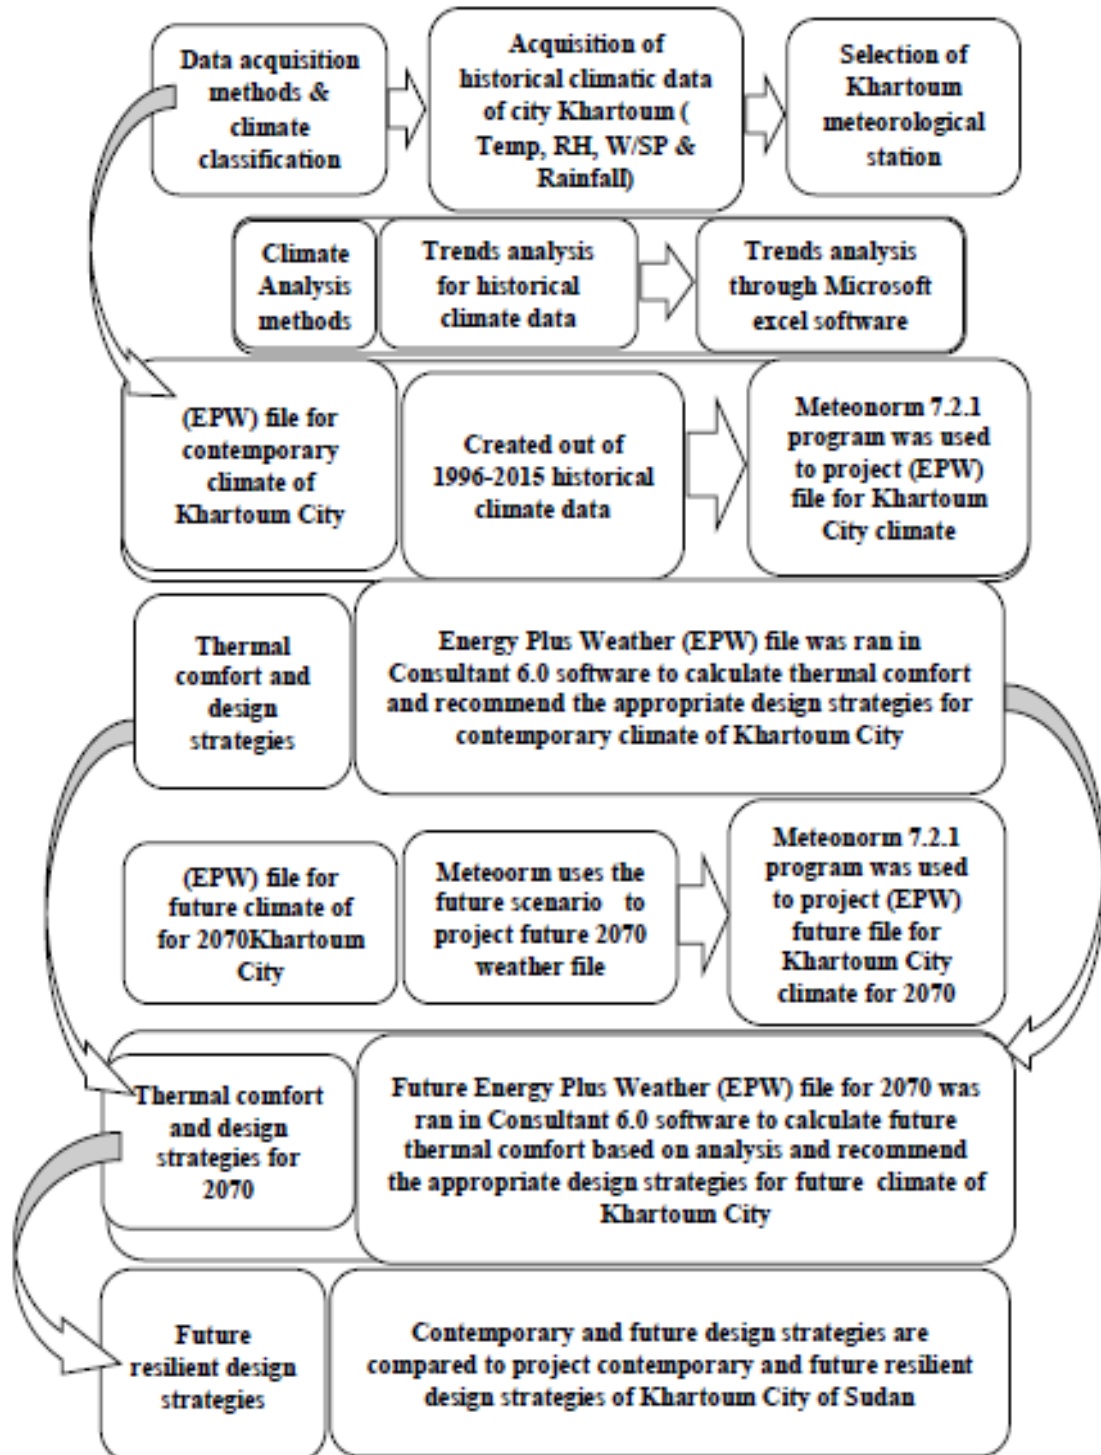 Data acquisition
methods &
climate
classification
Acquisition of
historical climatic data
of city Khartoum (
Temp, RH, W/SP &
Rainfall)
Selection of
Khartoum
meteorological
station
Climate
Analysis
methods
Trends analysis
for historical
climate data
Trends analysis
through Microsoft
excel software
(EPW) file for
contemporary
climate of
Khartoum City
Created out of
1996-2015 historical
climate data
Meteonorm 7.2.1
program was used
to project (EPW)
file for Khartoum
City climate
Thermal
comfort and
design
strategies
Energy Plus Weather (EPW) file was ran in
Consultant 6.0 software to calculate thermal comfort
and recommend the appropriate design strategies for
contemporary climate of Khartoum City
(EPW) file for
future climate of
for 2070Khartoum
City
Meteoorm uses the
future scenario to
project future 2070
weather file
Meteonorm 7.2.1
program was used
to project (EPW)
future file for
Khartoum City
climate for 2070
Thermal comfort
and design
strategies for
2070
Future Energy Plus Weather (EPW) file for 2070 was
ran in Consultant 6.0 software to calculate future
thermal comfort based on analysis and recommend
the appropriate design strategies for future climate of
Khartoum City
Future
resilient design
strategies
Contemporary and future design strategies are
compared to project contemporary and future resilient
design strategies of Khartoum City of Sudan